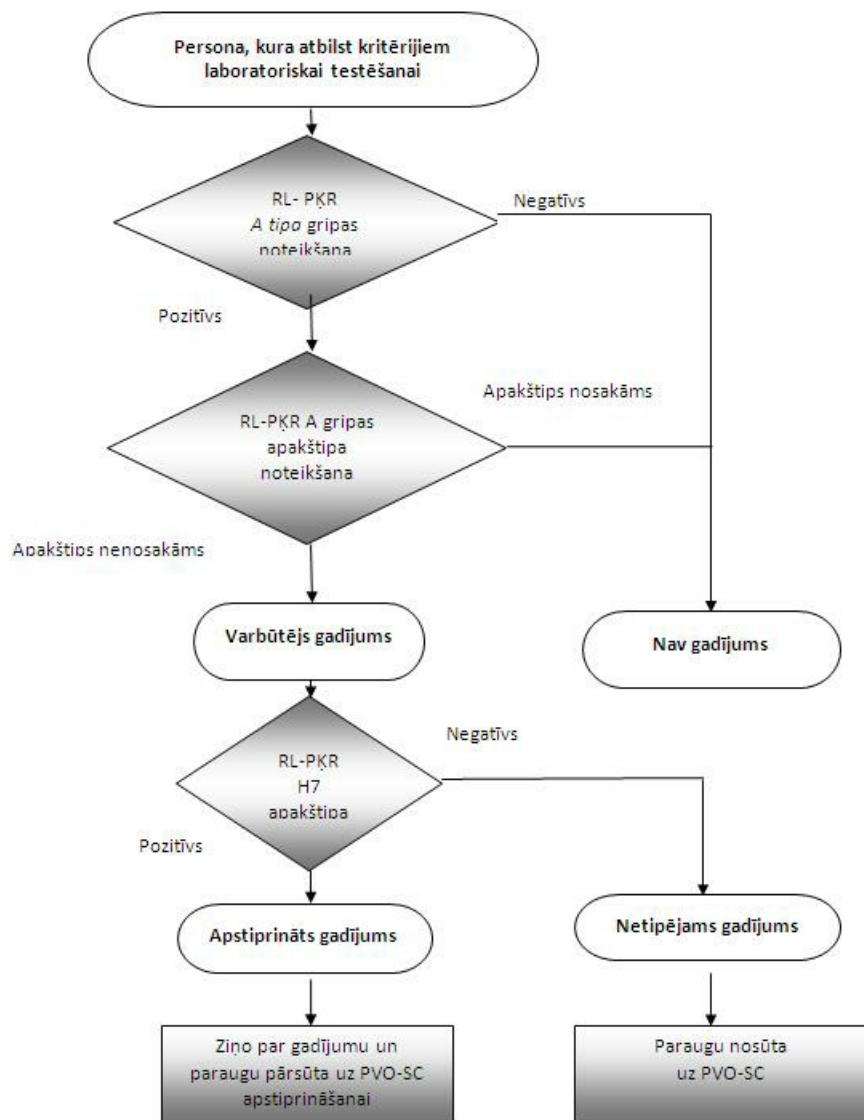 Persona, kura atbilst kritērijiem
laboratoriskai testēšanai
RL- PĶR
A tipa gripas
noteikšana
Negatīvs
Pozitīvs
RL-PĶR A gripas
apakštipa
noteikšana
Apakštips nosakāms
Apakštips nenosakāms
Varbūtējs gadījums
Nav gadījums
RL-PĶR
H7
apakštipa
Negatīvs
Pozitīvs
Apstiprināts gadījums
Netipējams gadījums
Ziņo par gadījumu un
paraugu pārsūta uz PVO-SC
apstiprināšanai
Paraugu nosūta
uz PVO-SC